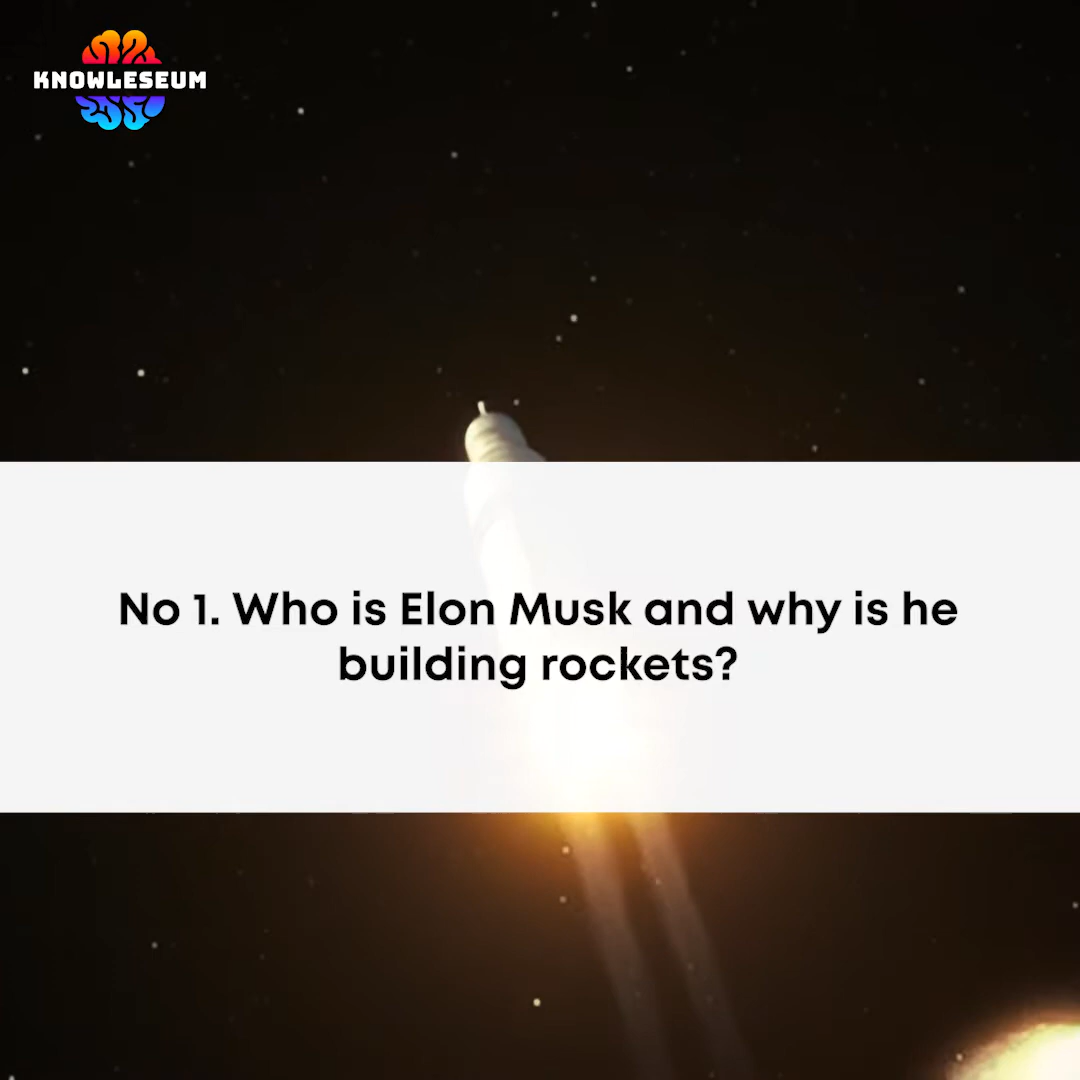 KNOWLESEUM
No 1. Who is Elon Musk and why is he
building rockets?